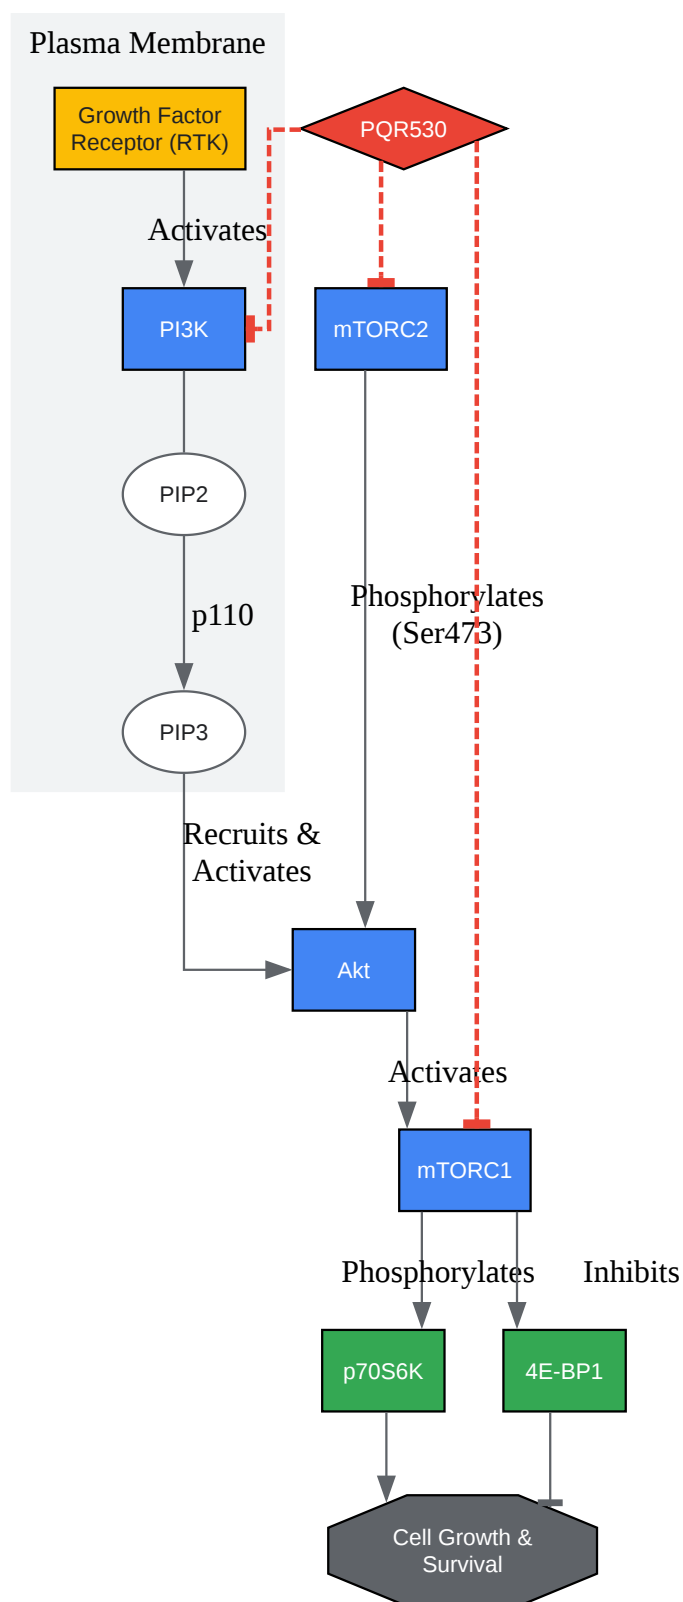 Plasma Membrane
Growth Factor
Receptor (RTK)
PQR530
Activates
PI3K
mTORC2
PIP2
Phosphorylates
(Ser473)
p110
PIP3
Recruits &
Activates
Akt
Activates
mTORC1
Phosphorylates
Inhibits
p70S6K
4E-BP1
Cell Growth &
Survival